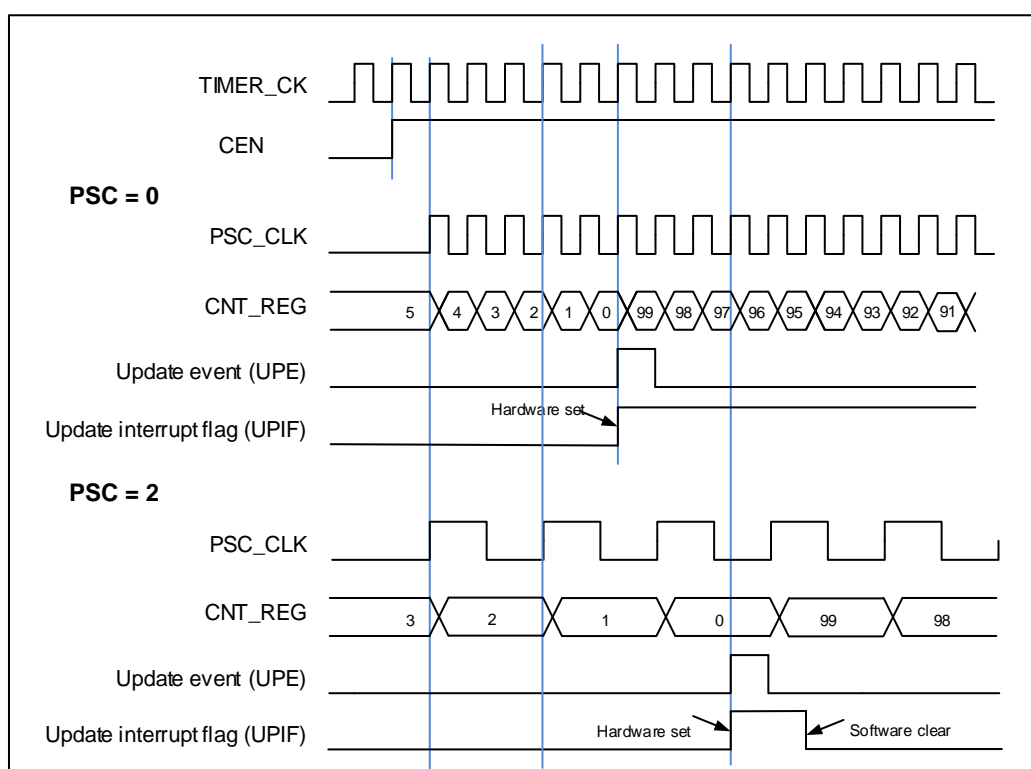 TIMER_CK
CEN
PSC = 0
PSC_CLK
CNT_REG 5 4 3 2 1 0 99 98 97 96 95 94 93 92 91
Update event (UPE)
Hardware set
Update interrupt flag (UPIF)
PSC = 2
PSC_CLK
CNT_REG 3 2 1 0 99 98
Update event (UPE)
Update interrupt flag (UPIF) Hardware set Software clear